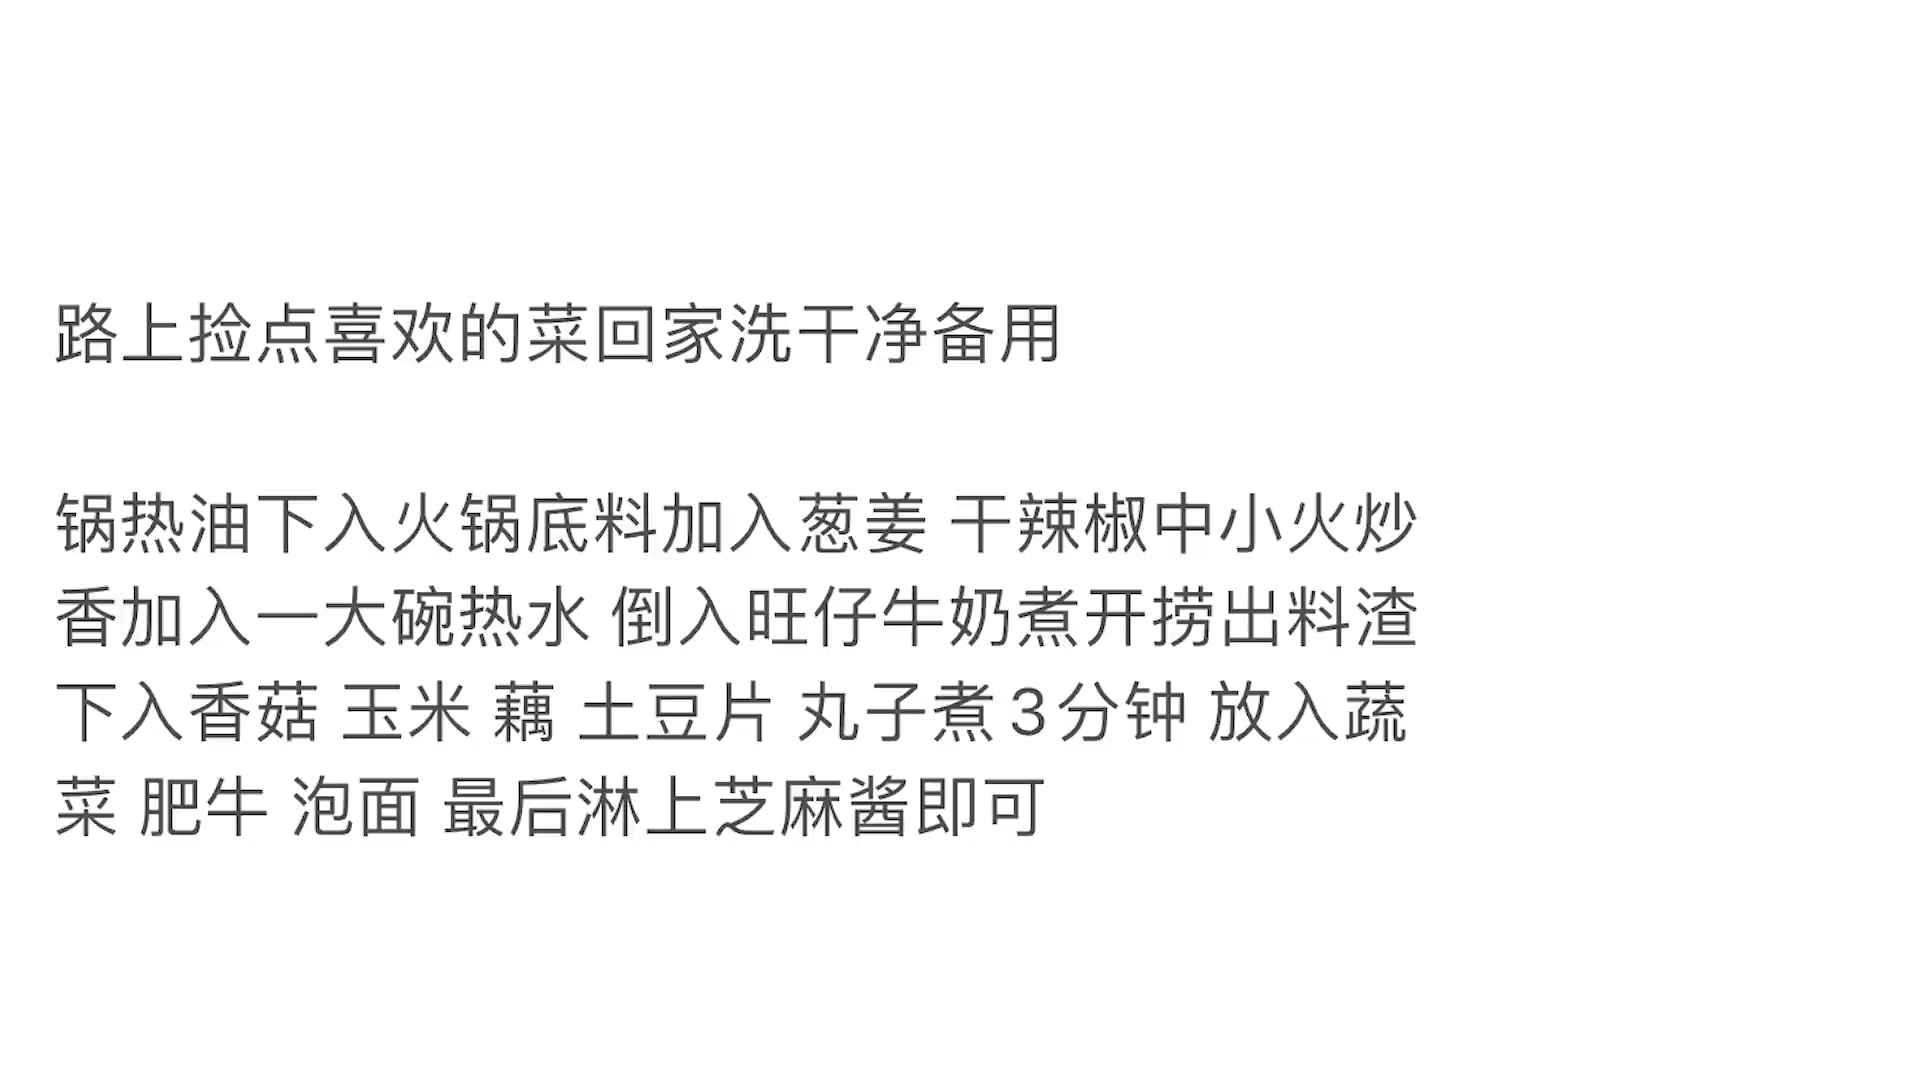 路上捡点喜欢的菜回家洗干净备用
锅热油下入火锅底料加入葱姜 干辣椒中小火炒
香加入一大碗热水 倒入旺仔牛奶煮开捞出料渣
下入香菇 玉米 藕 土豆片 丸子煮3分钟 放入蔬
菜 肥牛 泡面 最后淋上芝麻酱即可